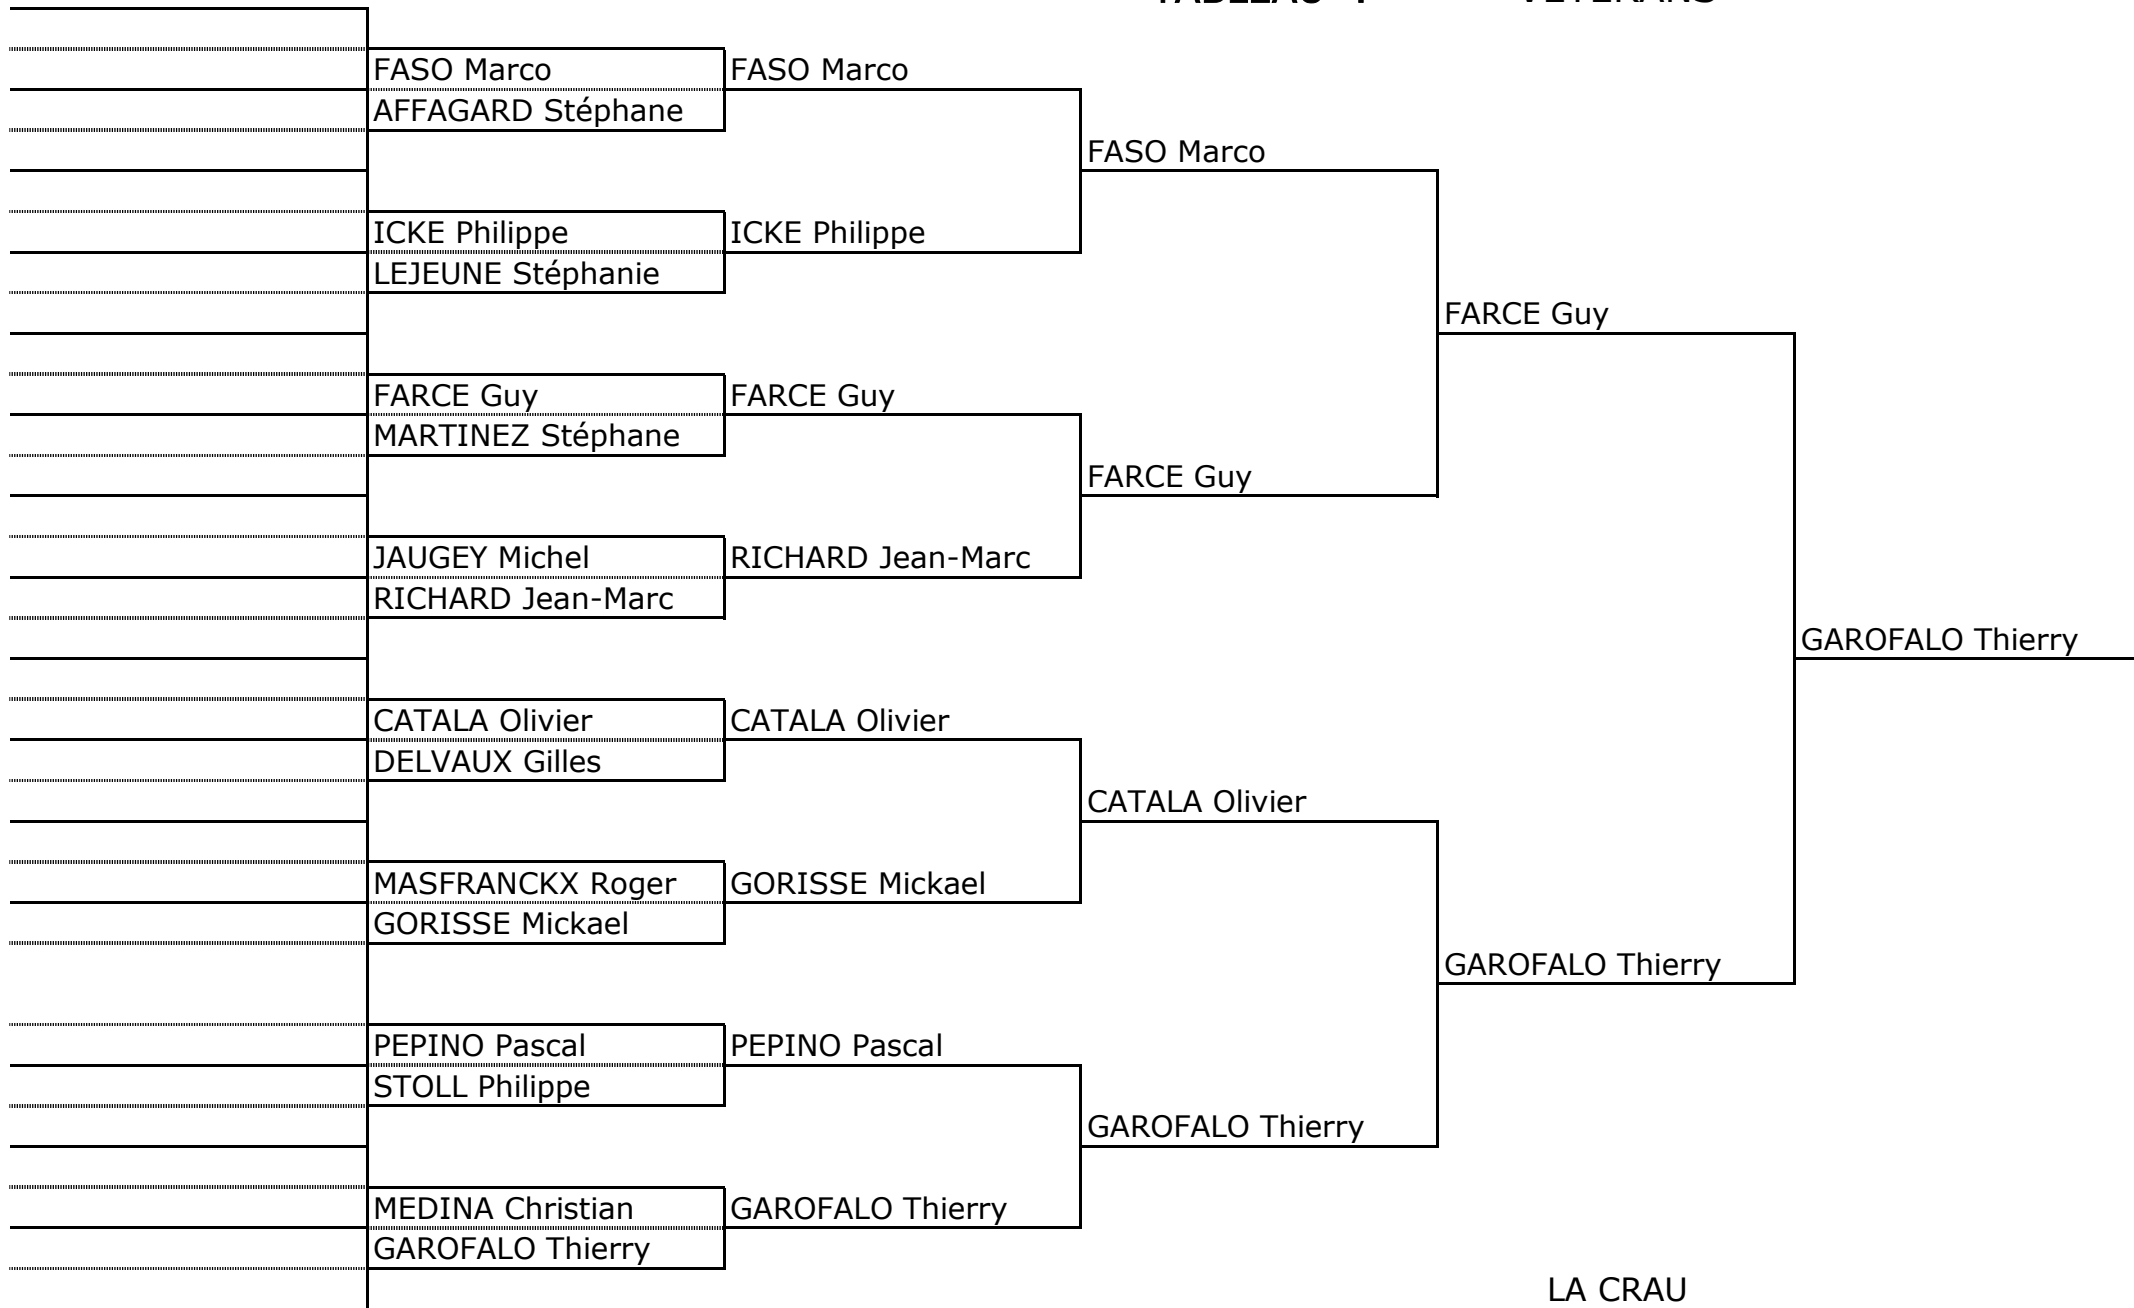 FASO Marco
AFFAGARD Stéphane
ICKE Philippe
LEJEUNE Stéphanie
FARCE Guy
MARTINEZ Stéphane
JAUGEY Michel
RICHARD Jean-Marc
CATALA Olivier
DELVAUX Gilles
MASFRANCKX Roger
GORISSE Mickael
PEPINO Pascal
STOLL Philippe
MEDINA Christian
GAROFALO Thierry
FASO Marco
ICKE Philippe
FARCE Guy
RICHARD Jean-Marc
CATALA Olivier
GORISSE Mickael
PEPINO Pascal
GAROFALO Thierry
FASO Marco
FARCE Guy
CATALA Olivier
GAROFALO Thierry
FARCE Guy
GAROFALO Thierry
GAROFALO Thierry
LA CRAU